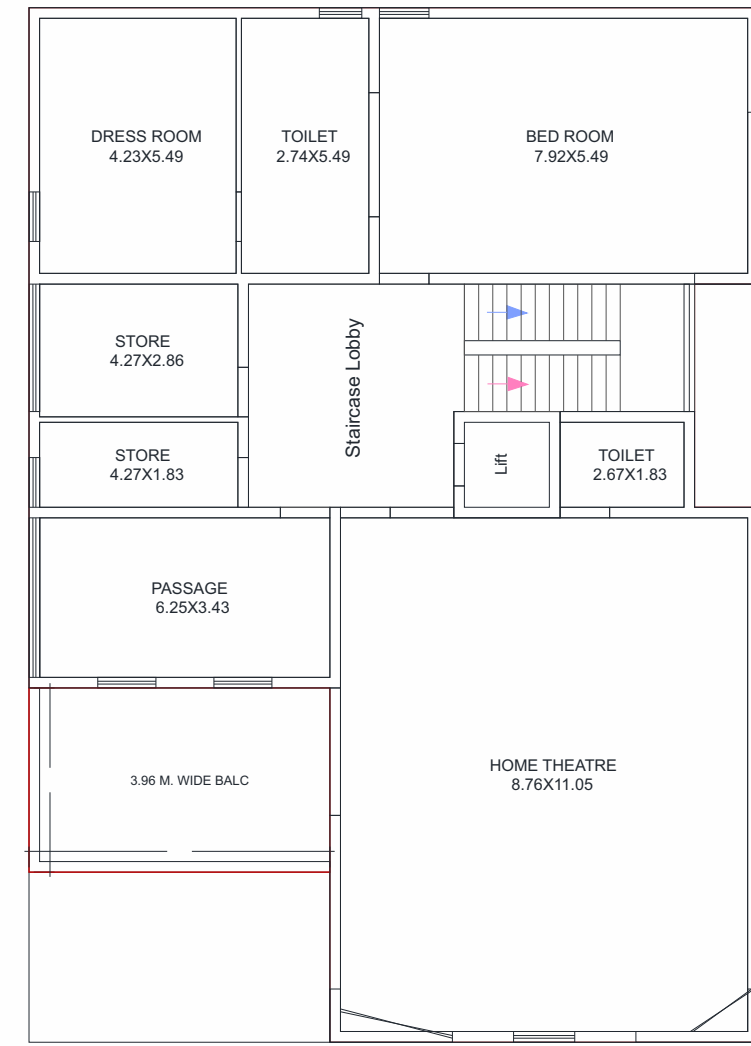 DRESS ROOM
4.23X5.49
TOILET
2.74X5.49
BED ROOM
7.92X5.49
STORE
4.27X2.86
Staircase Lobby
STORE
4.27X1.83
Lift
TOILET
2.67X1.83
PASSAGE
6.25X3.43
3.96 M. WIDE BALC
HOME THEATRE
8.76X11.05